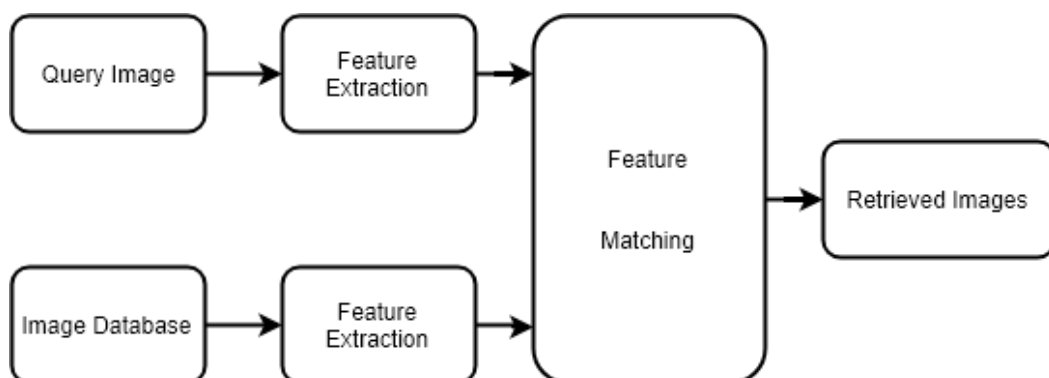 Query Image
Feature
Extraction
Feature
Matching
Retrieved Images
Image Database
Feature
Extraction